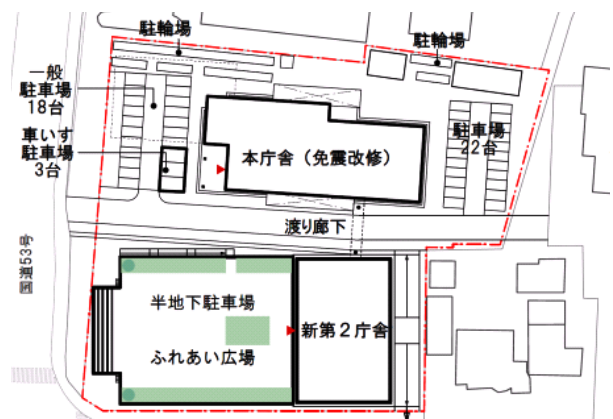 駐輪場
駐輪場
一般
駐車場
18台
車いす
駐車場
3台
本庁舎（免震改修）
駐車場
22台
渡り廊下
国道53号
半地下駐車場
新第２庁舎
ふれあい広場